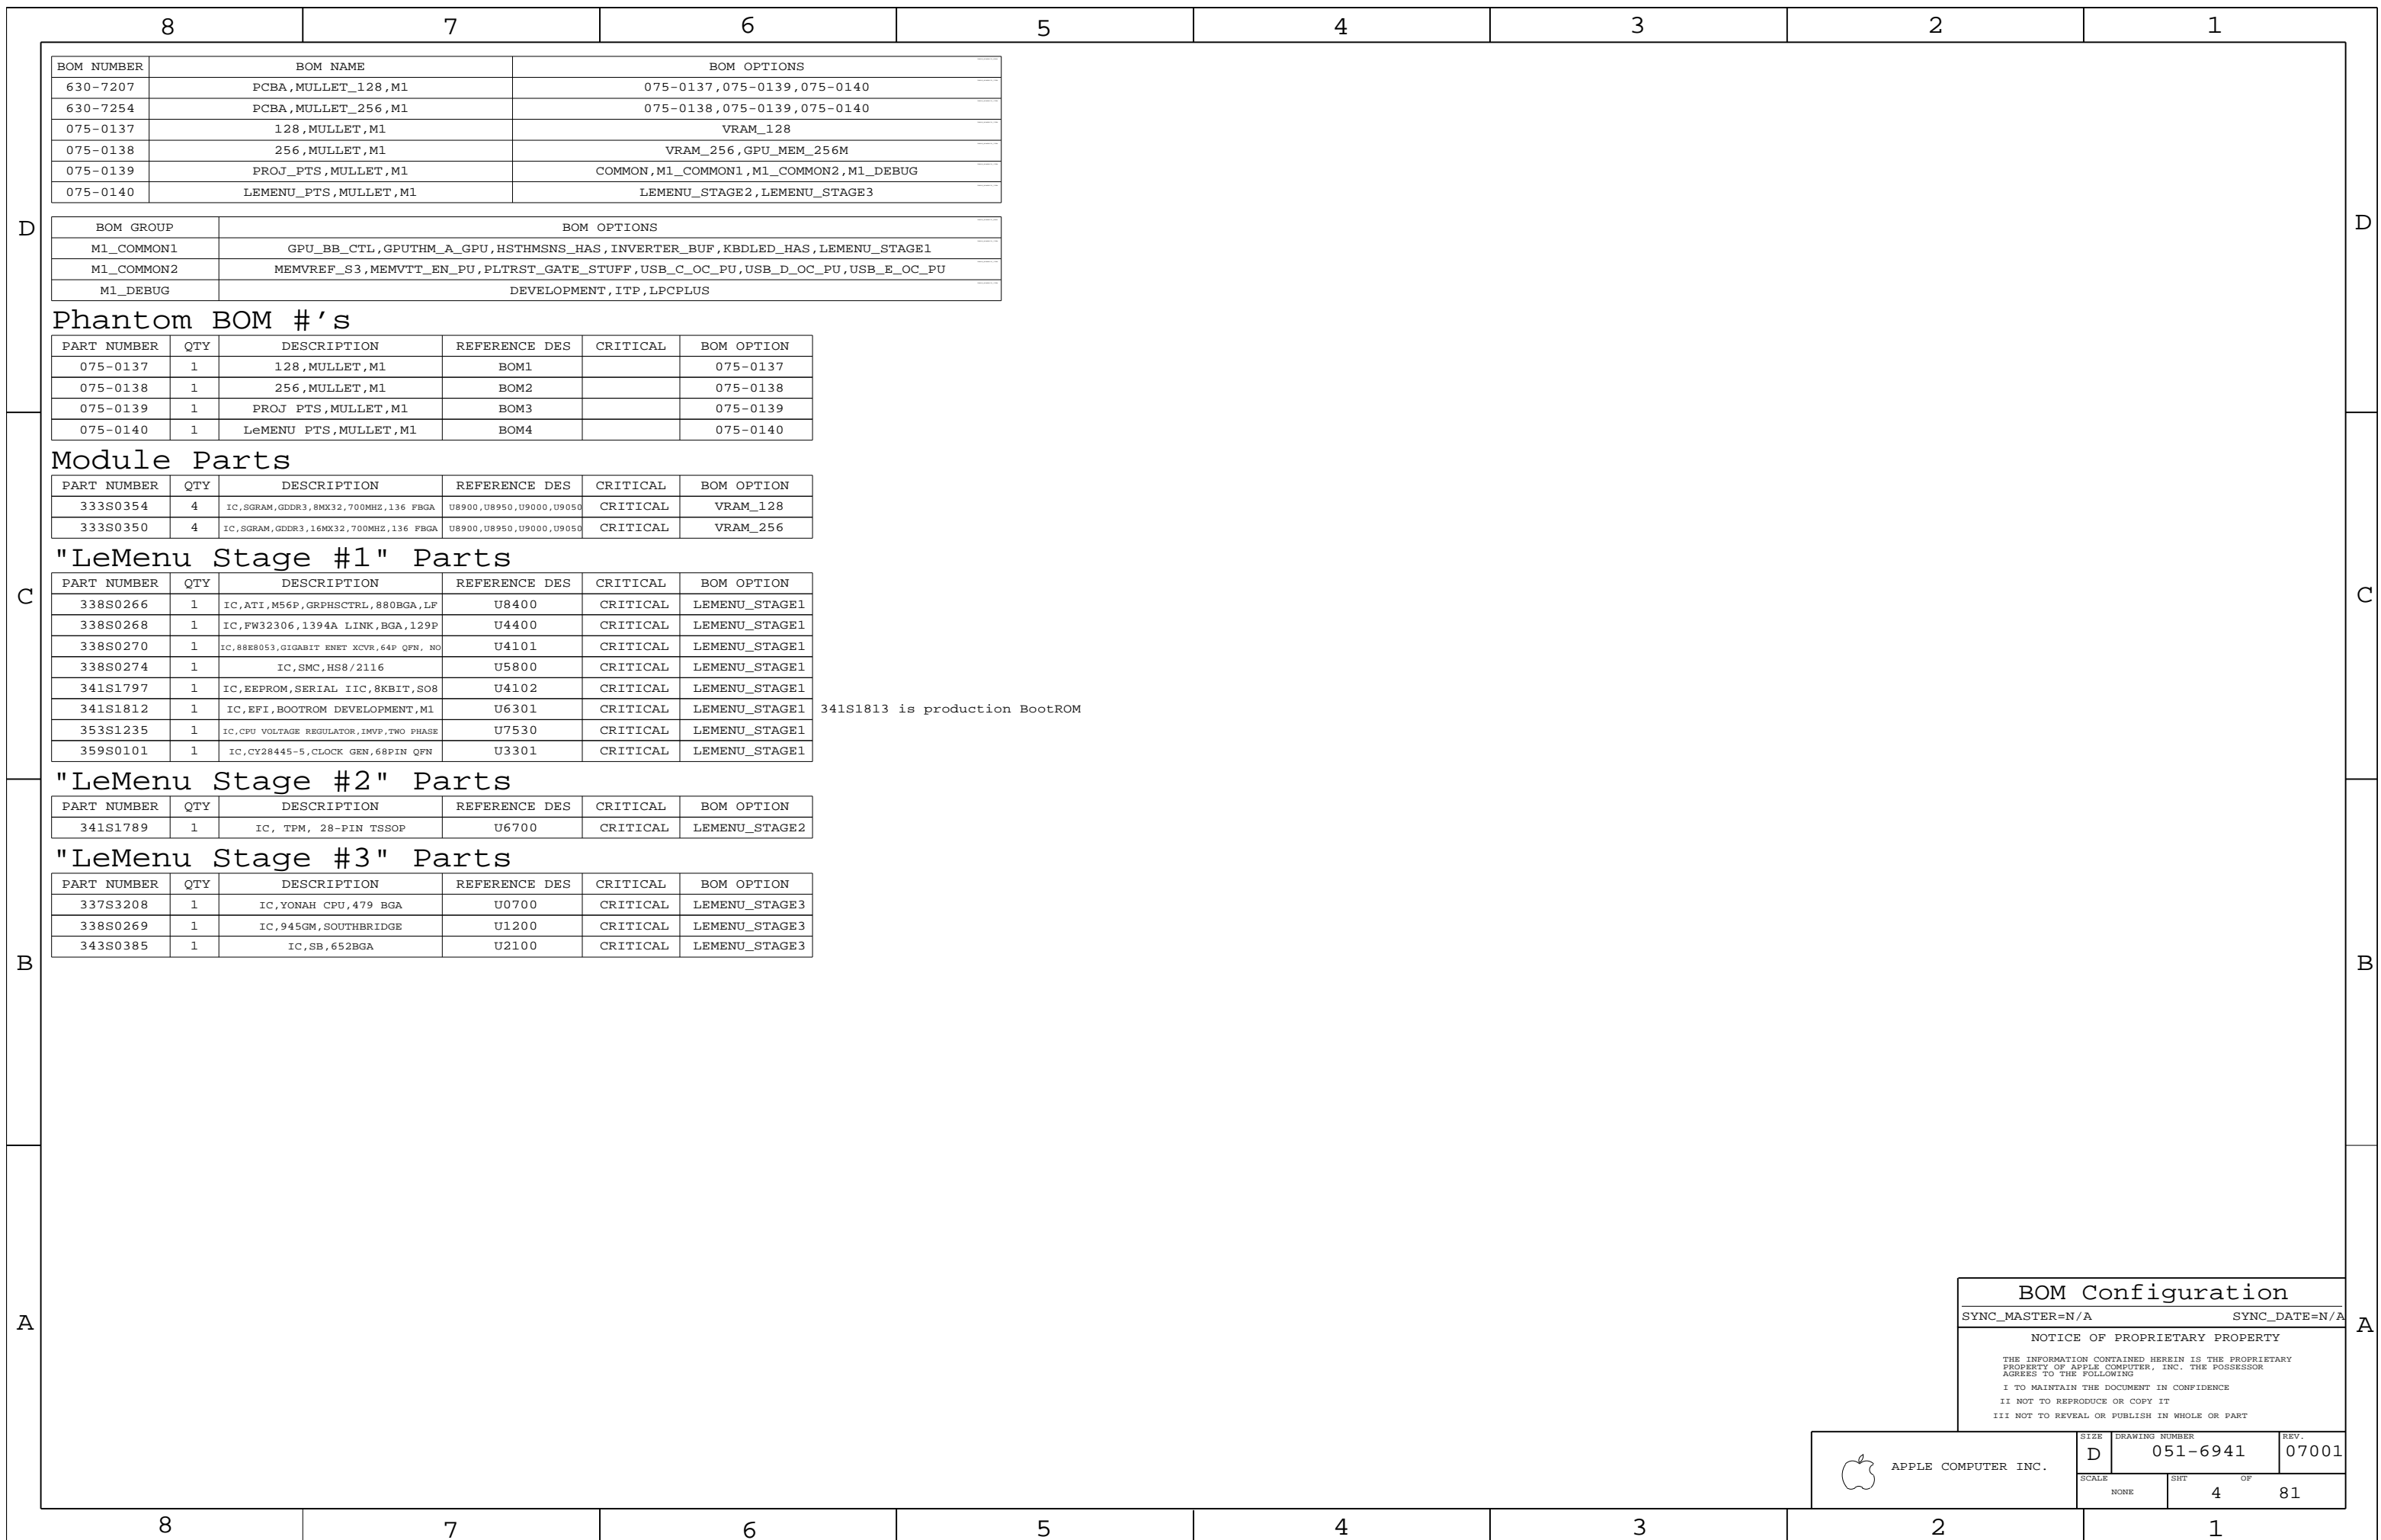 8 7 6 5 4 3 2 1
BOM NUMBER BOM NAME BOM OPTIONS
630-7207 PCBA,MULLET_128,M1 075-0137,075-0139,075-0140
630-7254 PCBA,MULLET_256,M1 075-0138,075-0139,075-0140
075-0137 128,MULLET,M1 VRAM_128
075-0138 256,MULLET,M1 VRAM_256,GPU_MEM_256M
075-0139 PROJ_PTS,MULLET,M1 COMMON,M1_COMMON1,M1_COMMON2,M1_DEBUG
075-0140 LEMENU_PTS,MULLET,M1 LEMENU_STAGE2,LEMENU_STAGE3
D D
BOM GROUP BOM OPTIONS
M1_COMMON1 GPU_BB_CTL,GPUTHM_A_GPU,HSTHMSNS_HAS,INVERTER_BUF,KBDLED_HAS,LEMENU_STAGE1
M1_COMMON2 MEMVREF_S3,MEMVTT_EN_PU,PLTRST_GATE_STUFF,USB_C_OC_PU,USB_D_OC_PU,USB_E_OC_PU
M1_DEBUG DEVELOPMENT,ITP,LPCPLUS
Phantom BOM #'s
PART NUMBER QTY DESCRIPTION REFERENCE DES CRITICAL BOM OPTION
075-0137 1 128,MULLET,M1 BOM1 075-0137
075-0138 1 256,MULLET,M1 BOM2 075-0138
075-0139 1 PROJ PTS,MULLET,M1 BOM3 075-0139
075-0140 1 LeMENU PTS,MULLET,M1 BOM4 075-0140
Module Parts
PART NUMBER QTY DESCRIPTION REFERENCE DES CRITICAL BOM OPTION
333S0354 4 IC,SGRAM,GDDR3,8MX32,700MHZ,136 FBGA U8900,U8950,U9000,U9050 CRITICAL VRAM_128
333S0350 4 IC,SGRAM,GDDR3,16MX32,700MHZ,136 FBGA U8900,U8950,U9000,U9050 CRITICAL VRAM_256
"LeMenu Stage #1" Parts
PART NUMBER QTY DESCRIPTION REFERENCE DES CRITICAL BOM OPTION
C C
338S0266 1 IC,ATI,M56P,GRPHSCTRL,880BGA,LF U8400 CRITICAL LEMENU_STAGE1
338S0268 1 IC,FW32306,1394A LINK,BGA,129P U4400 CRITICAL LEMENU_STAGE1
338S0270 1 IC,88E8053,GIGABIT ENET XCVR,64P QFN, NO U4101 CRITICAL LEMENU_STAGE1
338S0274 1 IC,SMC,HS8/2116 U5800 CRITICAL LEMENU_STAGE1
341S1797 1 IC,EEPROM,SERIAL IIC,8KBIT,SO8 U4102 CRITICAL LEMENU_STAGE1
341S1812 1 IC,EFI,BOOTROM DEVELOPMENT,M1 U6301 CRITICAL LEMENU_STAGE1 341S1813 is production BootROM
353S1235 1 IC,CPU VOLTAGE REGULATOR,IMVP,TWO PHASE U7530 CRITICAL LEMENU_STAGE1
359S0101 1 IC,CY28445-5,CLOCK GEN,68PIN QFN U3301 CRITICAL LEMENU_STAGE1
"LeMenu Stage #2" Parts
PART NUMBER QTY DESCRIPTION REFERENCE DES CRITICAL BOM OPTION
341S1789 1 IC, TPM, 28-PIN TSSOP U6700 CRITICAL LEMENU_STAGE2
"LeMenu Stage #3" Parts
PART NUMBER QTY DESCRIPTION REFERENCE DES CRITICAL BOM OPTION
337S3208 1 IC,YONAH CPU,479 BGA U0700 CRITICAL LEMENU_STAGE3
338S0269 1 IC,945GM,SOUTHBRIDGE U1200 CRITICAL LEMENU_STAGE3
343S0385 1 IC,SB,652BGA U2100 CRITICAL LEMENU_STAGE3
B B
A A
BOM Configuration
SYNC_MASTER=N/A SYNC_DATE=N/A
NOTICE OF PROPRIETARY PROPERTY
THE INFORMATION CONTAINED HEREIN IS THE PROPRIETARY
PROPERTY OF APPLE COMPUTER, INC. THE POSSESSOR
AGREES TO THE FOLLOWING
I TO MAINTAIN THE DOCUMENT IN CONFIDENCE
II NOT TO REPRODUCE OR COPY IT
III NOT TO REVEAL OR PUBLISH IN WHOLE OR PART
APPLE COMPUTER INC.
SIZE DRAWING NUMBER REV.
D 051-6941 07001
SCALE SHT OF
NONE 4 81
8 7 6 5 4 3 2 1